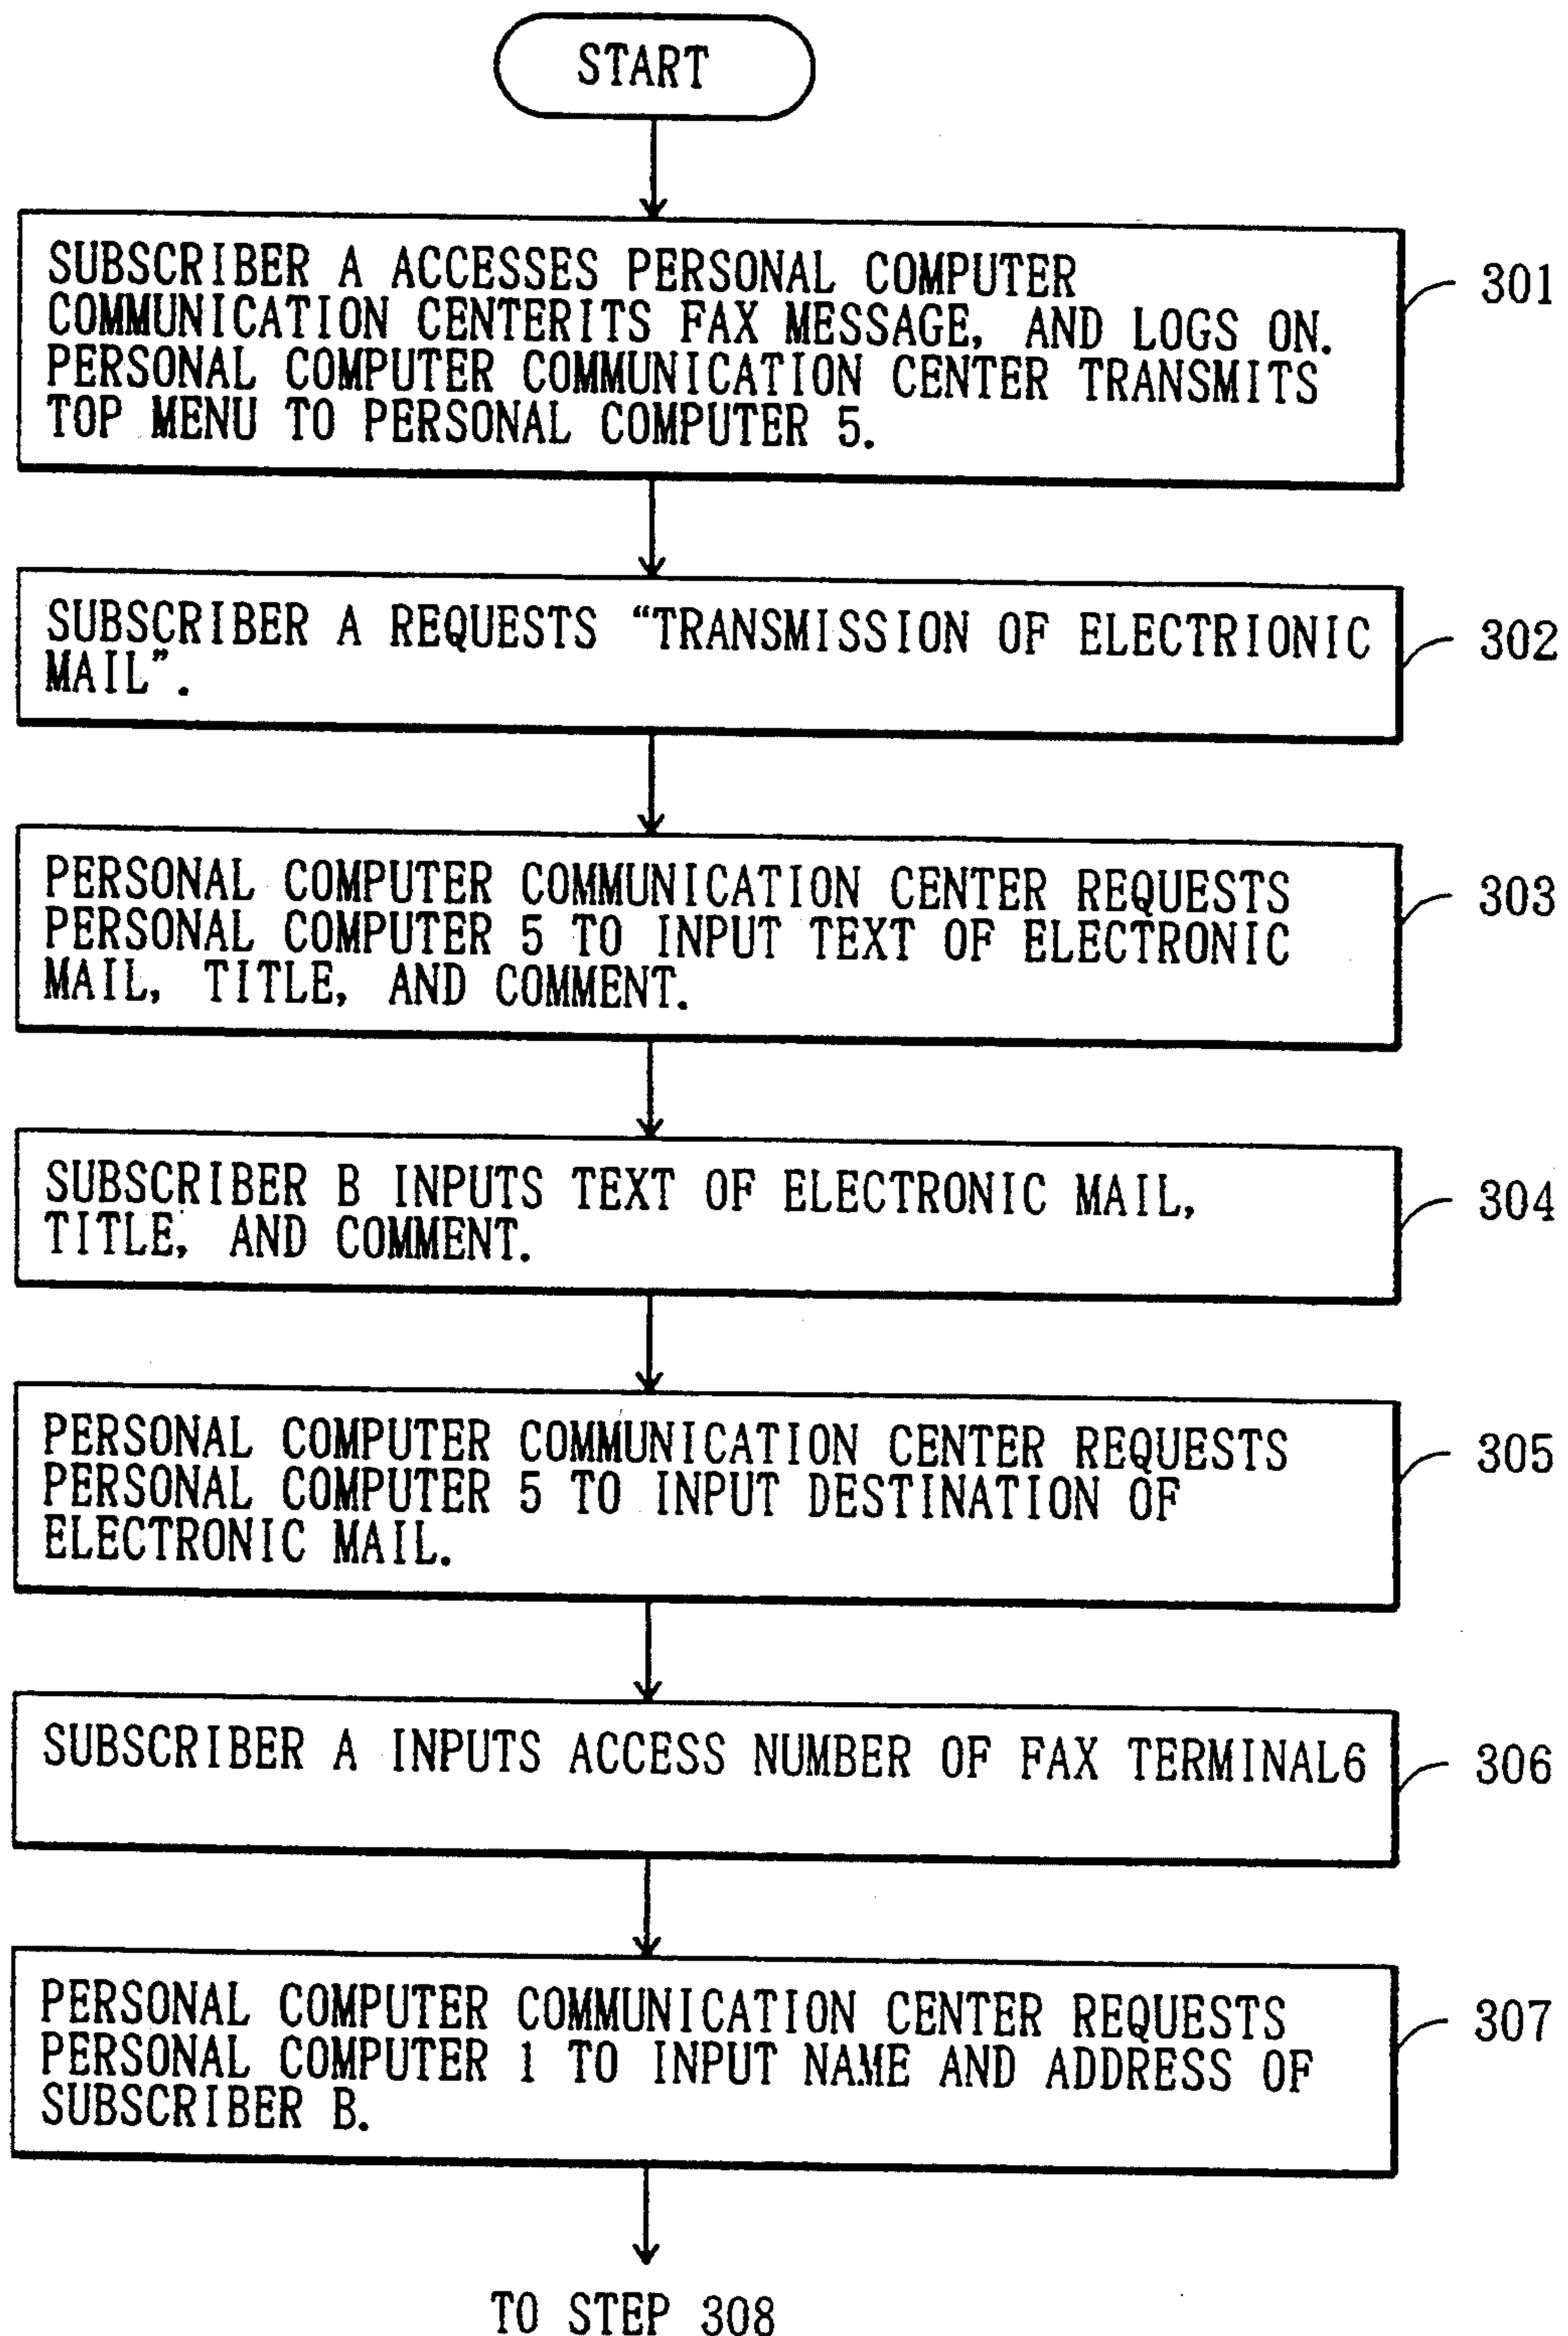 START
SUBSCRIBER A ACCESSES PERSONAL COMPUTER
COMMUNICATION CENTERITS FAX MESSAGE, AND LOGS ON.
PERSONAL COMPUTER COMMUNICATION CENTER TRANSMITS
TOP MENU TO PERSONAL COMPUTER 5.
301
SUBSCRIBER A REQUESTS “TRANSMISSION OF ELECTRIONIC
MAIL”.
302
PERSONAL COMPUTER COMMUNICATION CENTER REQUESTS
PERSONAL COMPUTER 5 TO INPUT TEXT OF ELECTRONIC
MAIL, TITLE, AND COMMENT.
303
SUBSCRIBER B INPUTS TEXT OF ELECTRONIC MAIL,
TITLE, AND COMMENT.
304
PERSONAL COMPUTER COMMUNICATION CENTER REQUESTS
PERSONAL COMPUTER 5 TO INPUT DESTINATION OF
ELECTRONIC MAIL.
305
SUBSCRIBER A INPUTS ACCESS NUMBER OF FAX TERMINAL6
306
PERSONAL COMPUTER COMMUNICATION CENTER REQUESTS
PERSONAL COMPUTER 1 TO INPUT NAME AND ADDRESS OF
SUBSCRIBER B.
307
TO STEP 308